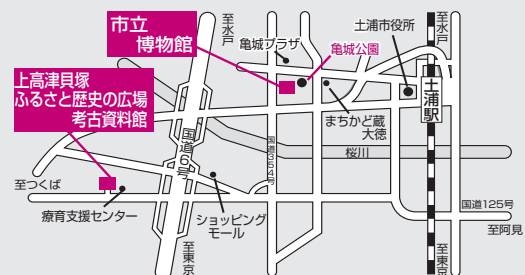 至水戸
市立
博物館
亀城プラザ
亀城公園
土浦市役所
至水戸
上高津貝塚
ふるさと歴史の広場
考古資料館
土浦駅
まちかど蔵
大徳
国道6号
国道354号
桜川
至つくば
療育支援センター
ショッピング
モール
国道125号
至阿見
至東京
至東京